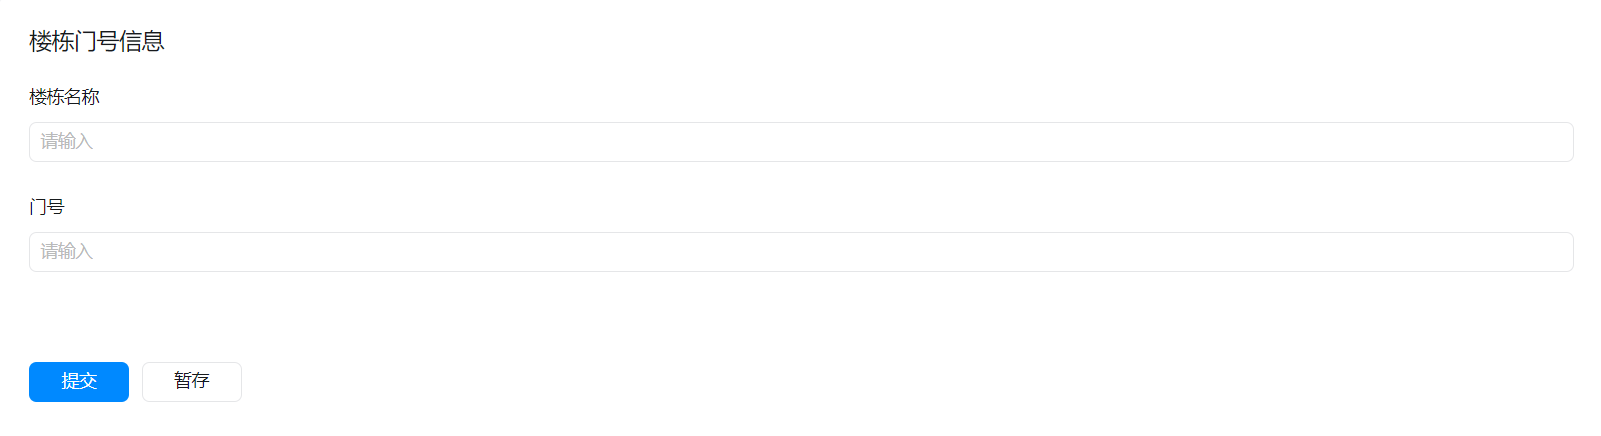 楼栋门号信息
楼栋名称
请输入
门号
请输入
提交 暂存